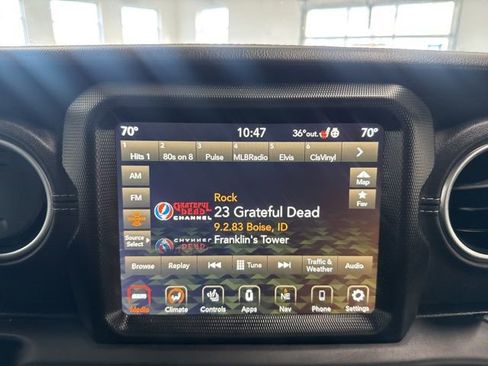 70° 10:47 36°out. 70°
1 2 3 4 5 6
Hits 1 80s on 8 Pulse MLBRadio Elvis ClsVinyl
AM
Map
FM
Fav
Rock
GRATEFUL DEAD CHANNEL
23 Grateful Dead
9.2.83 Boise, ID
Source Select
Franklin's Tower
Browse Replay Tune Traffic & Weather Audio
NE
Media Climate Controls Apps Nav Phone Settings